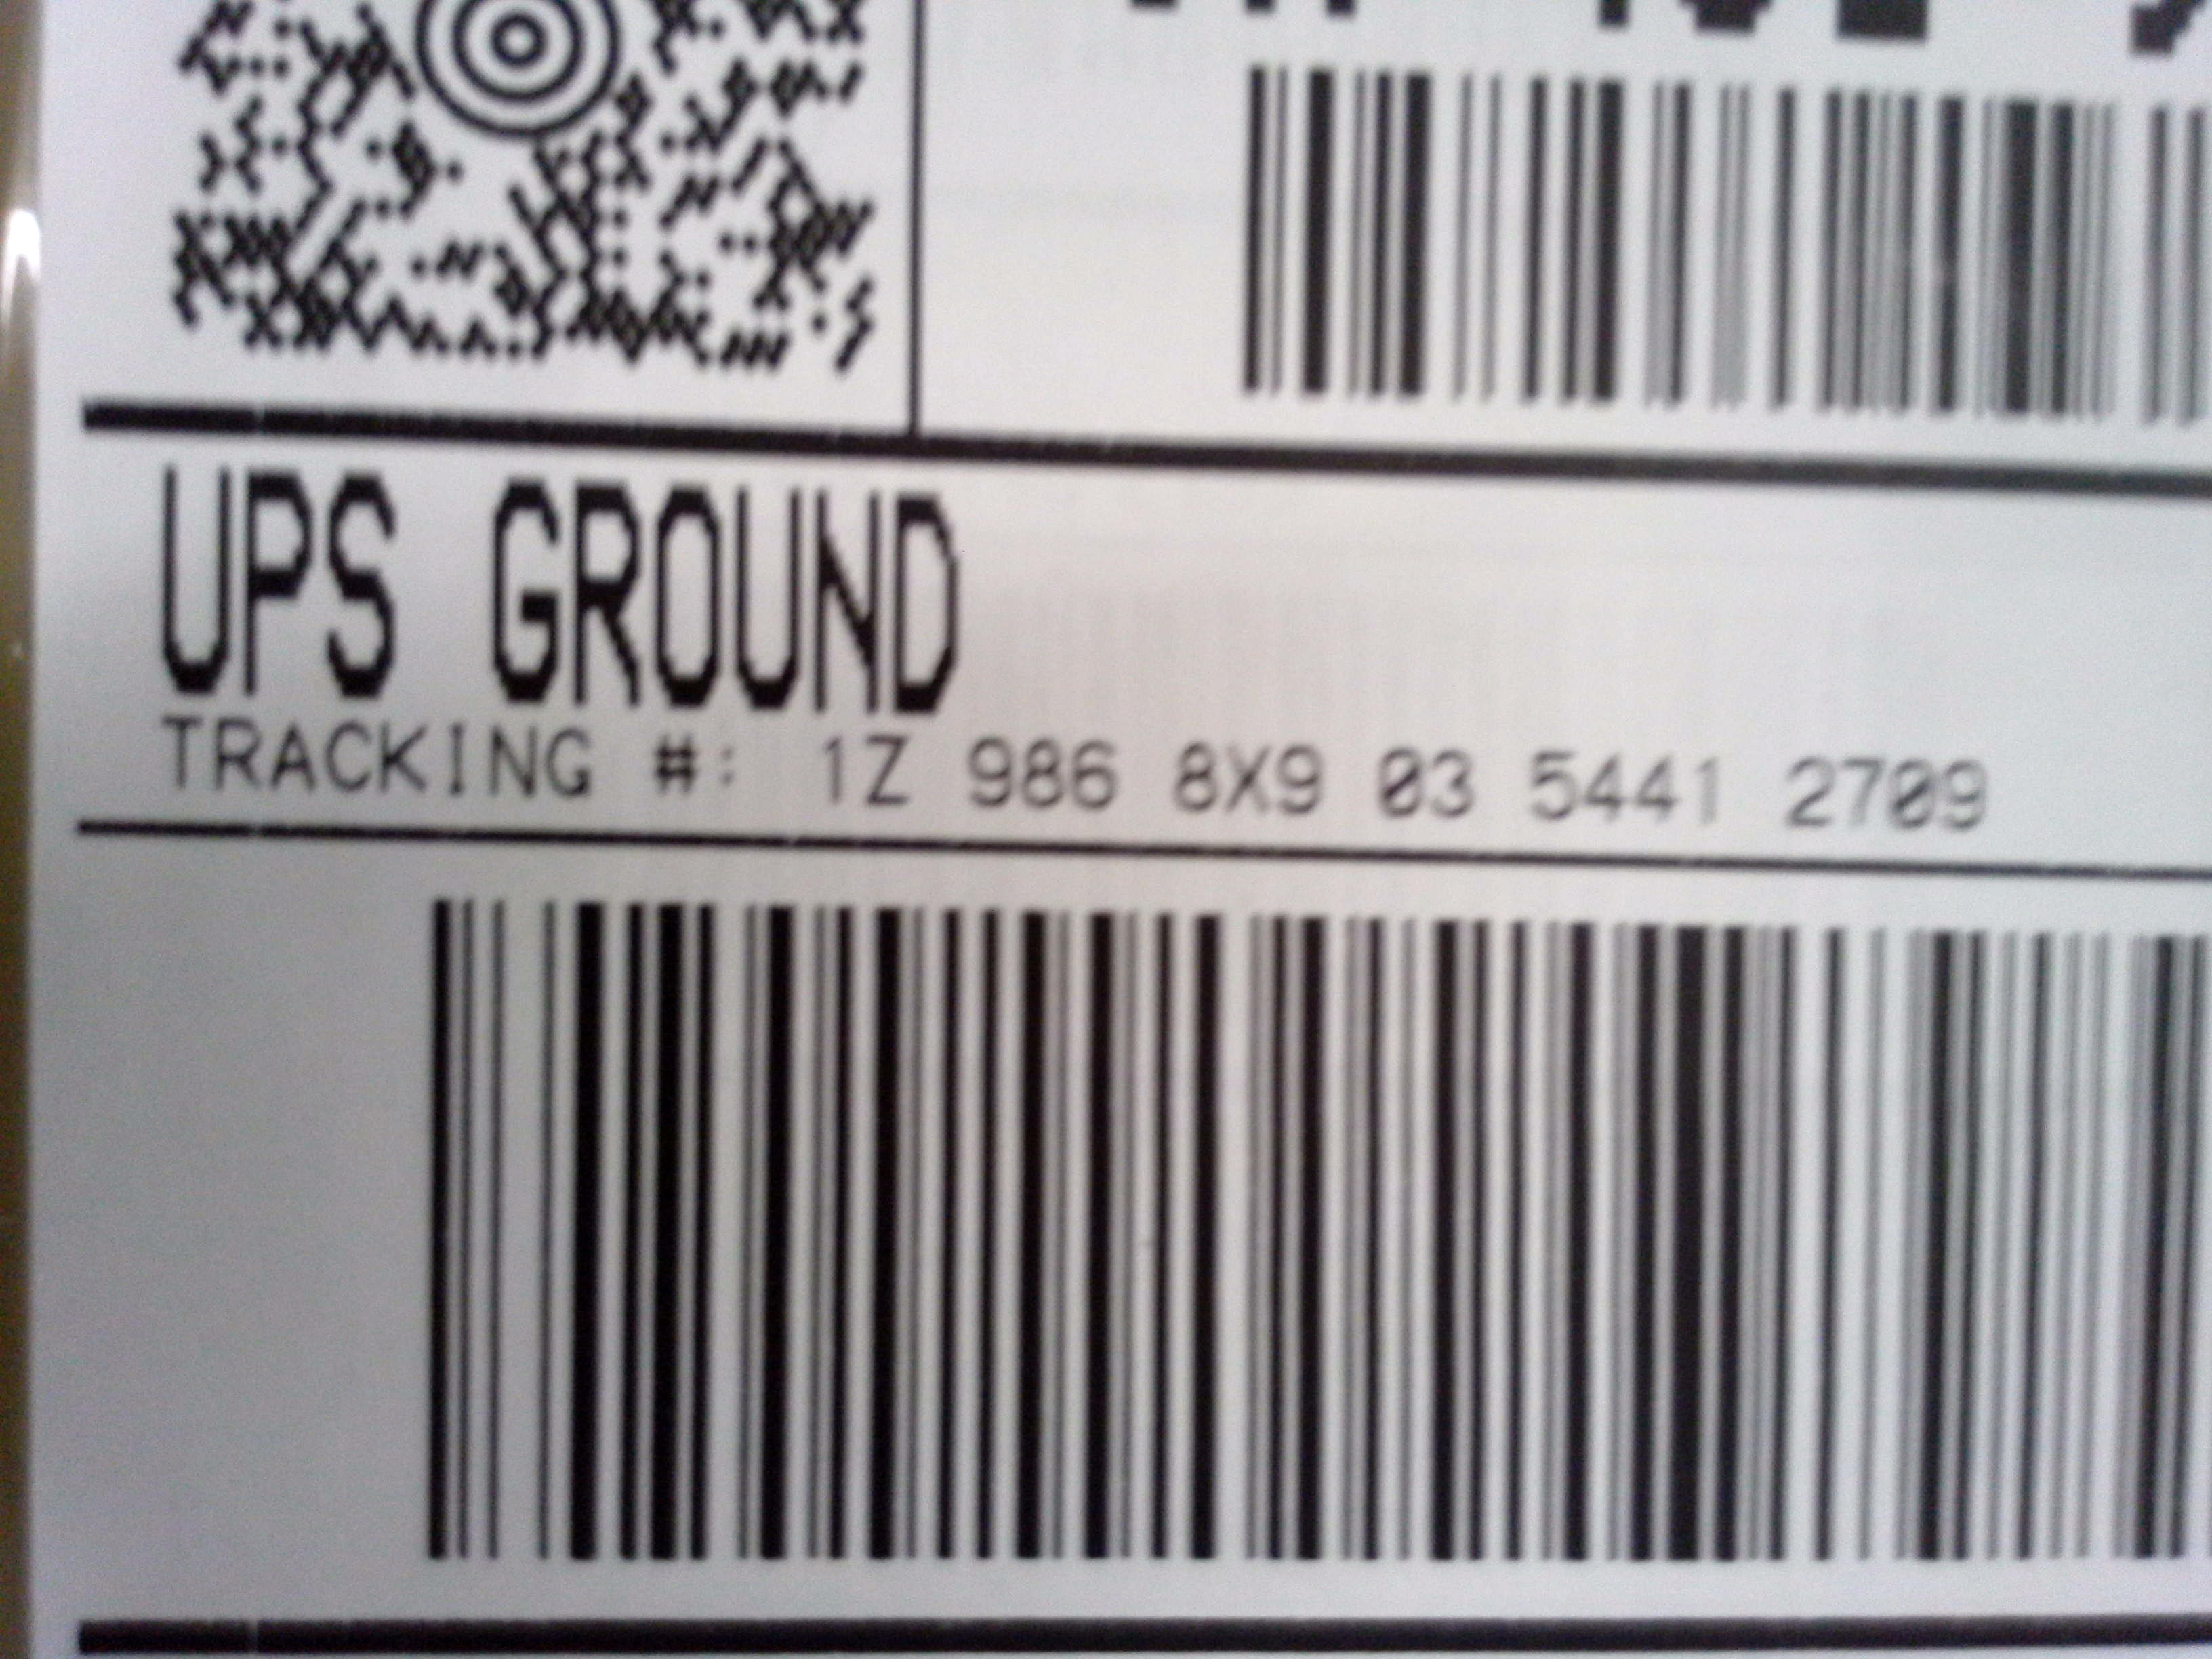 UPS GROUND
TRACKING #: 1Z 986 8X9 03 5441 2709